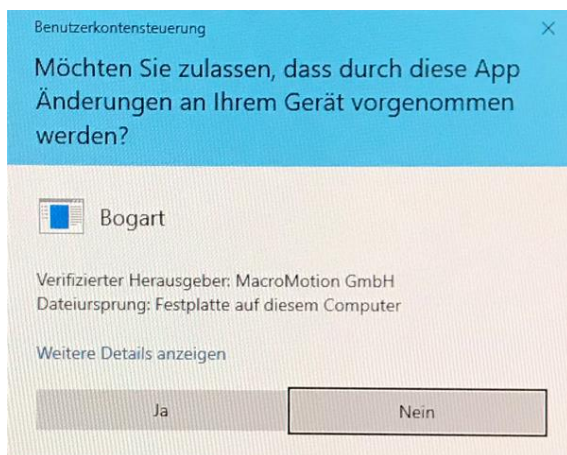 Benutzerkontensteuerung
Möchten Sie zulassen, dass durch diese App
Änderungen an Ihrem Gerät vorgenommen
werden?
Bogart
Verifizierter Herausgeber: MacroMotion GmbH
Dateiursprung: Festplatte auf diesem Computer
Weitere Details anzeigen
Ja
Nein